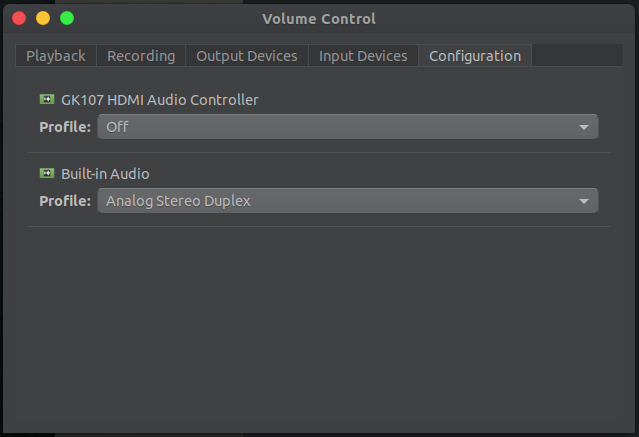 Volume Control
Playback Recording Output Devices Input Devices Configuration
GK107 HDMI Audio Controller
Profile: Off
Built-in Audio
Profile: Analog Stereo Duplex